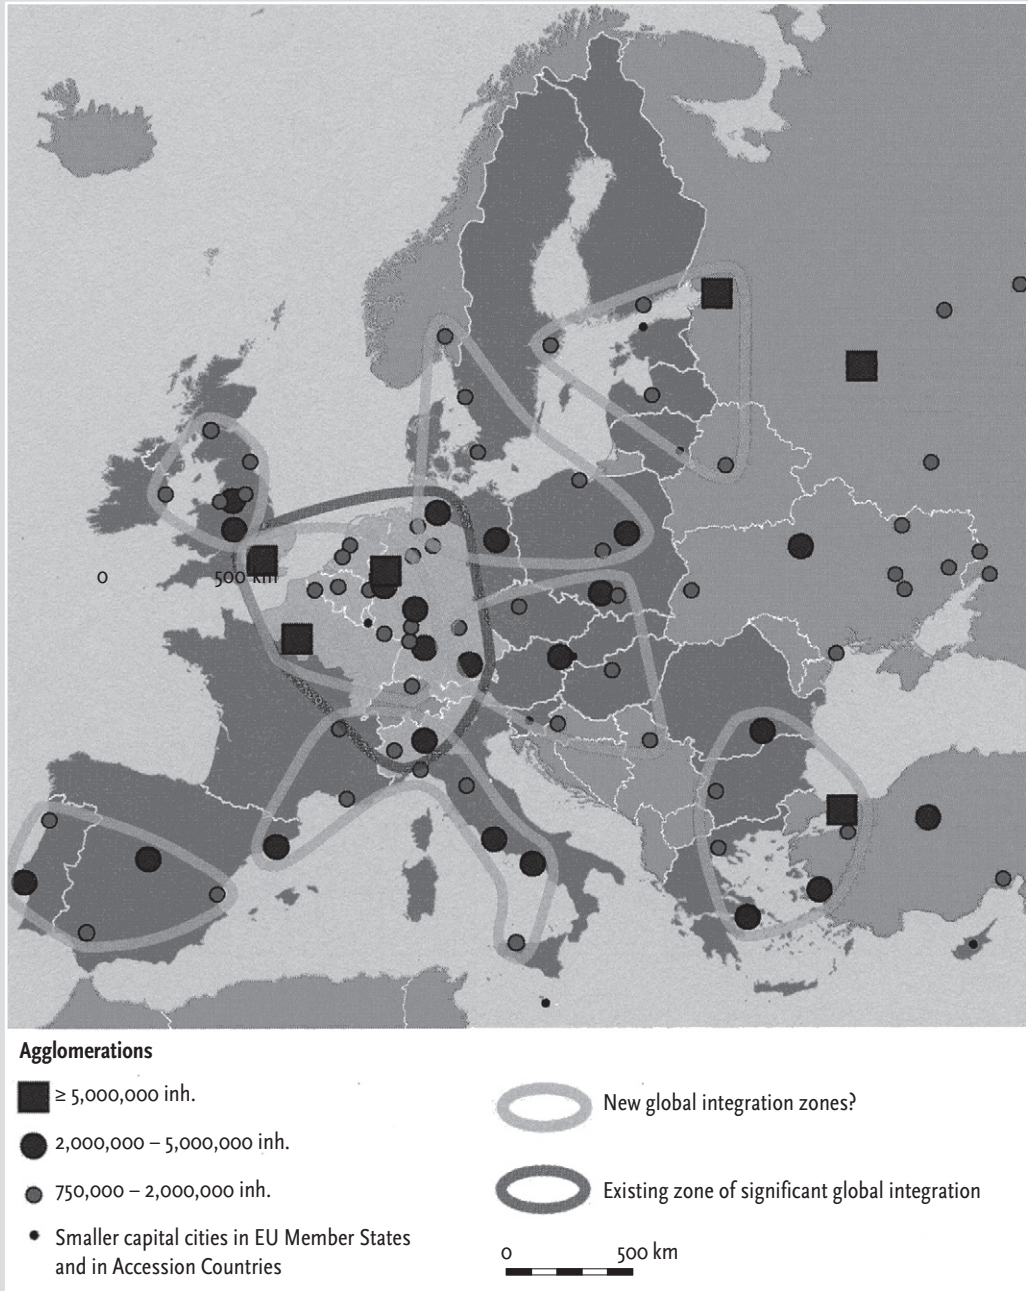 0
500 km
Agglomerations
≥ 5,000,000 inh.
2,000,000 – 5,000,000 inh.
750,000 – 2,000,000 inh.
Smaller capital cities in EU Member States
and in Accession Countries
New global integration zones?
Existing zone of significant global integration
0
500 km